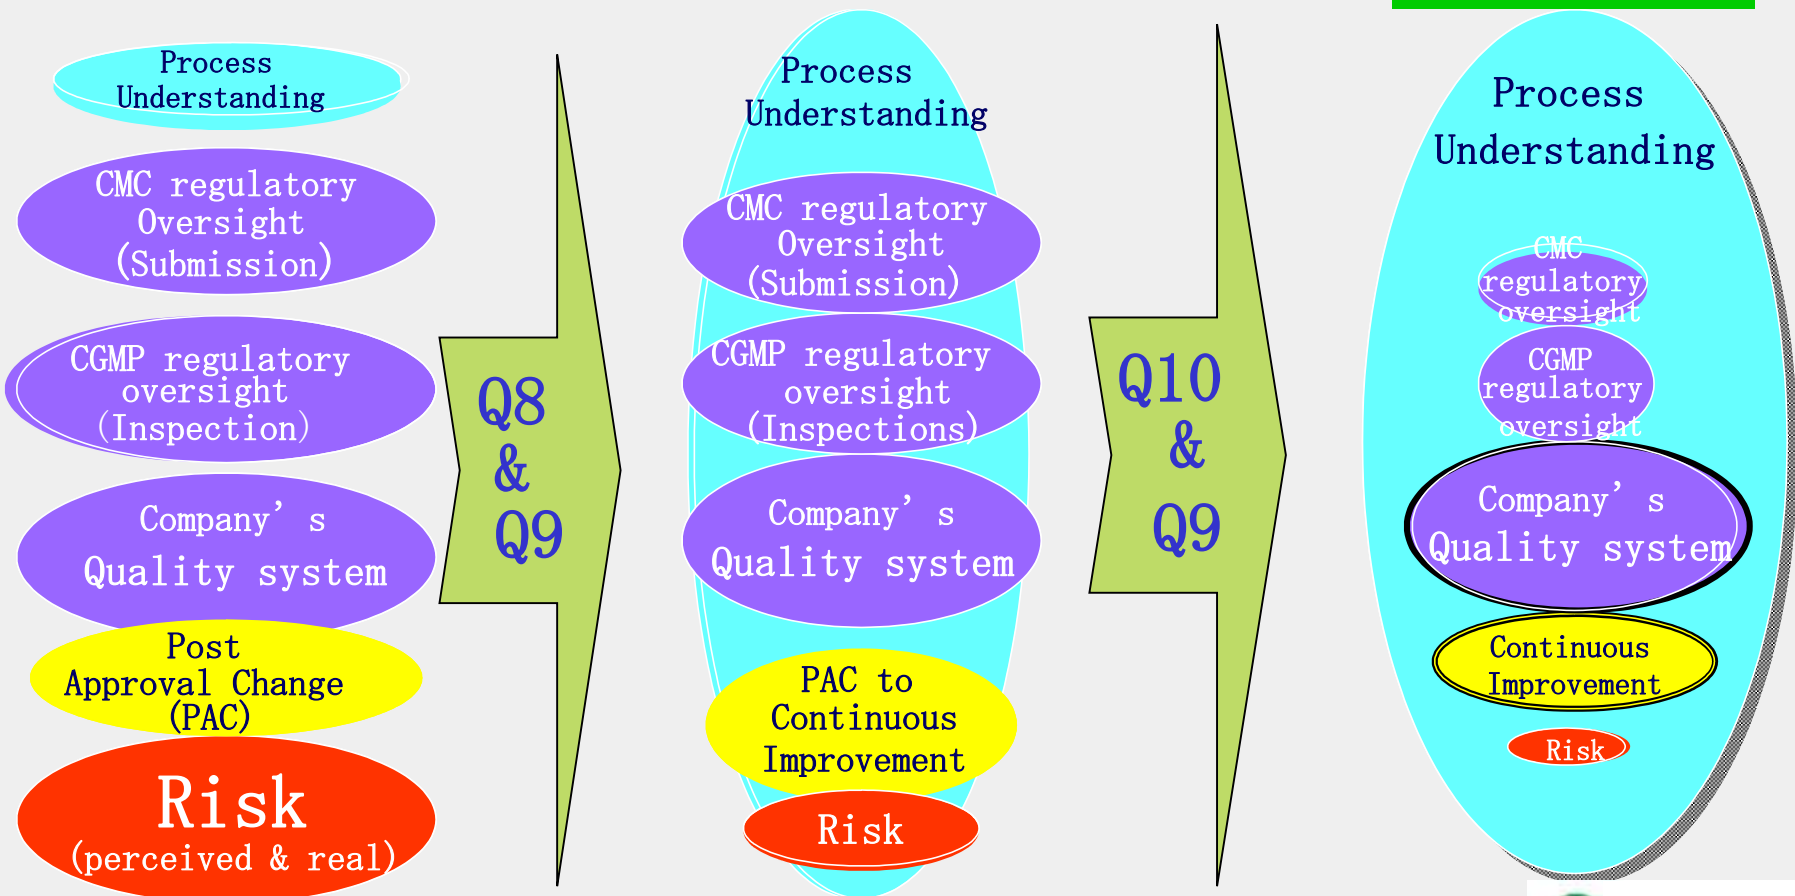 Process
Understanding
CMC regulatory
Oversight
(Submission)
CGMP regulatory
oversight
(Inspection)
Company's
Quality system
Post
Approval Change
(PAC)
Risk
(perceived & real)
Q8
&
Q9
Process
Understanding
CMC regulatory
Oversight
(Submission)
CGMP regulatory
oversight
(Inspections)
Company's
Quality system
PAC to
Continuous
Improvement
Risk
Q10
&
Q9
Process
Understanding
CMC
regulatory
oversight
CGMP
regulatory
oversight
Company's
Quality system
Continuous
Improvement
Risk